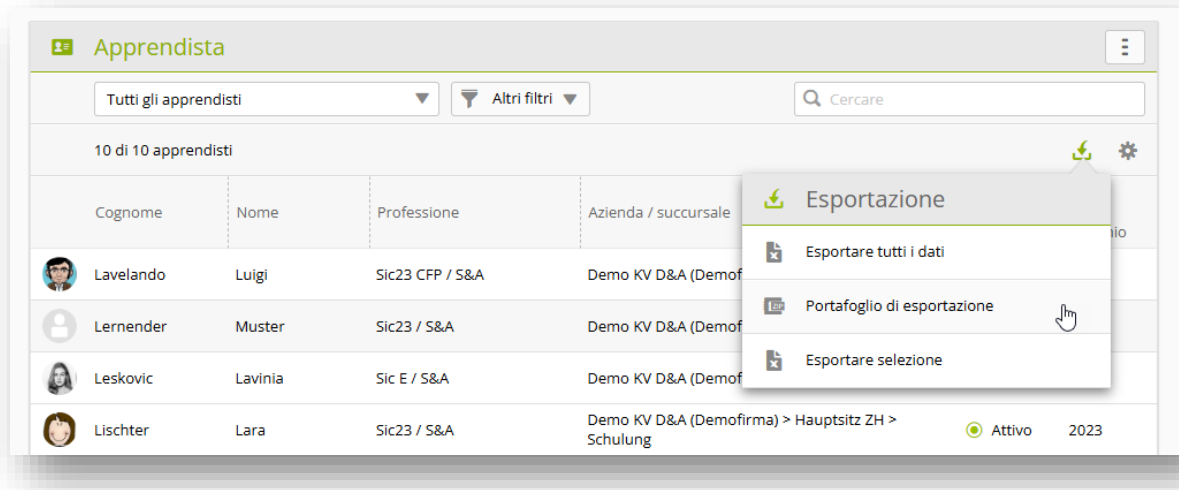 Apprendista
Tutti gli apprendisti
Altri filtri
Cercare
10 di 10 apprendisti
Esportazione
Cognome Nome Professione Azienda / succursale
Esportare tutti i dati
Lavelando Luigi Sic23 CFP / S&A Demo KV D&A (Demof
Portafoglio di esportazione
Lernender Muster Sic23 / S&A Demo KV D&A (Demof
Esportare selezione
Leskovic Lavinia Sic E / S&A Demo KV D&A (Demof
Lischter Lara Sic23 / S&A Demo KV D&A (Demofirma) > Hauptsitz ZH >
Schulung
Attivo 2023